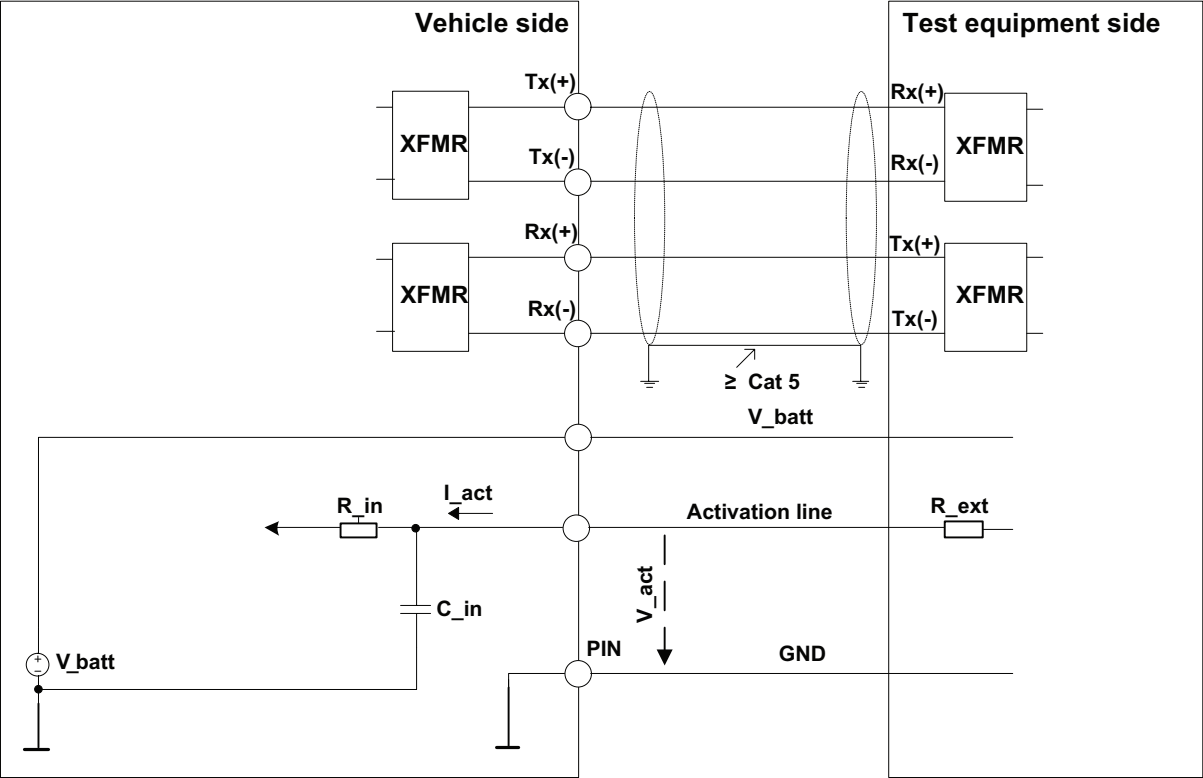 Vehicle side
Test equipment side
Tx(+)
Rx(+)
XFMR
XFMR
Tx(-)
Rx(-)
Rx(+)
Tx(+)
XFMR
XFMR
Rx(-)
Tx(-)
≥ Cat 5
V_batt
I_act
R_in
Activation line
R_ext
V_act
C_in
PIN
GND
+
−
V_batt